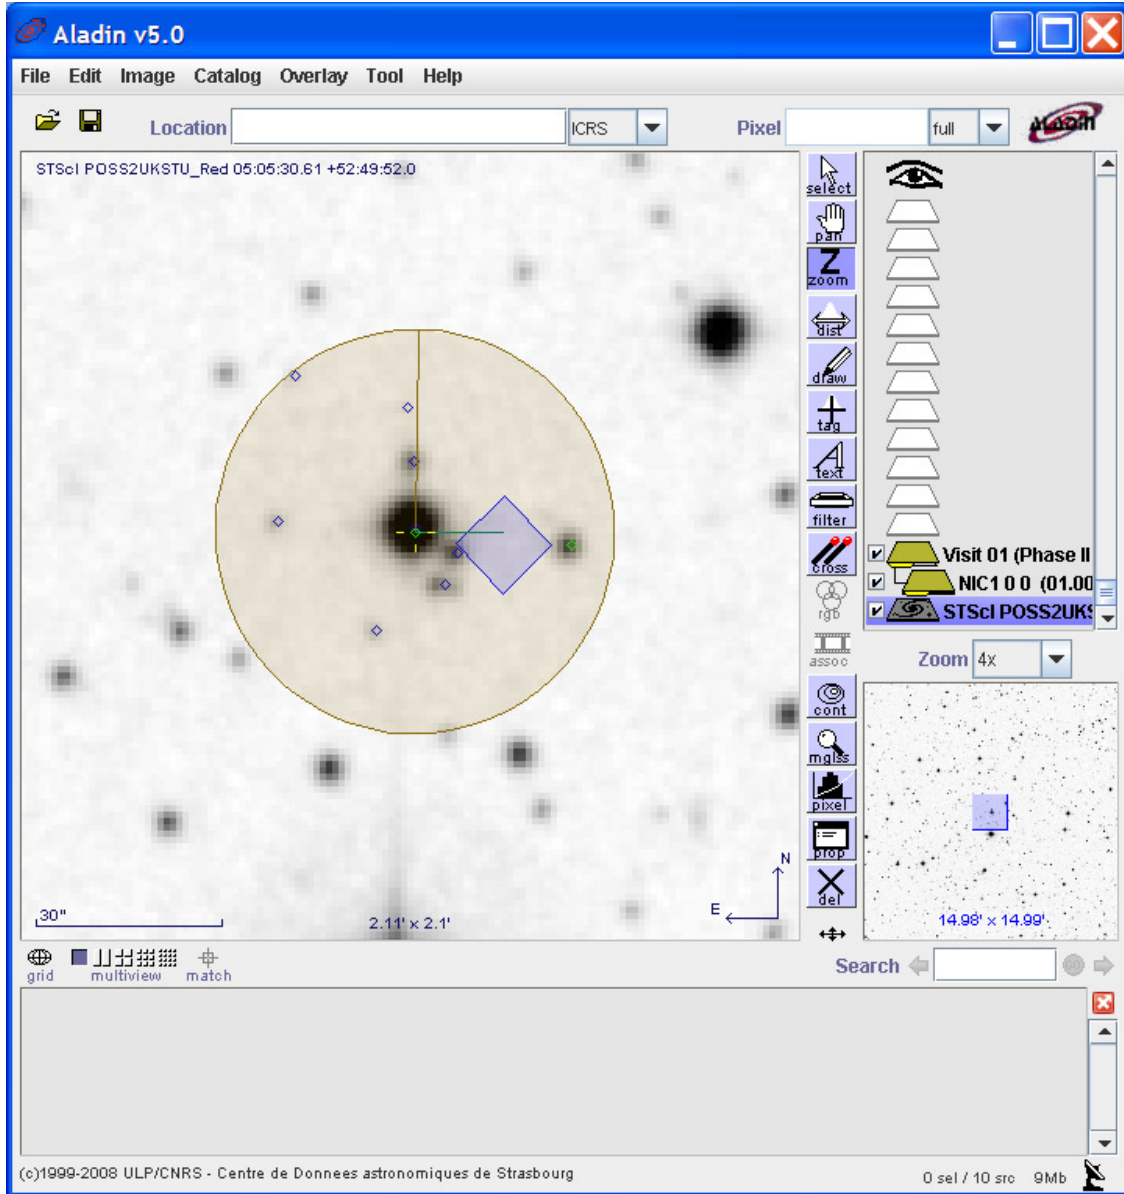 Aladin v5.0
File Edit Image Catalog Overlay Tool Help
Location ICRS Pixel full ALADIN
STScI POSS2UKSTU_Red 05:05:30.61 +52:49:52.0
select
pan
Z
zoom
dist
draw
tag
A
text
filter
cross
rgb
assoc
cont
mglss
pixel
prop
del
Visit 01 (Phase II
NIC1 0 0 (01.00
STScI POSS2UKS
Zoom 4x
30"
2.11' x 2.1'
N
E
14.98' x 14.99'
grid multiview match
Search GO
(c)1999-2008 ULP/CNRS - Centre de Donnees astronomiques de Strasbourg
0 sel / 10 src 9Mb